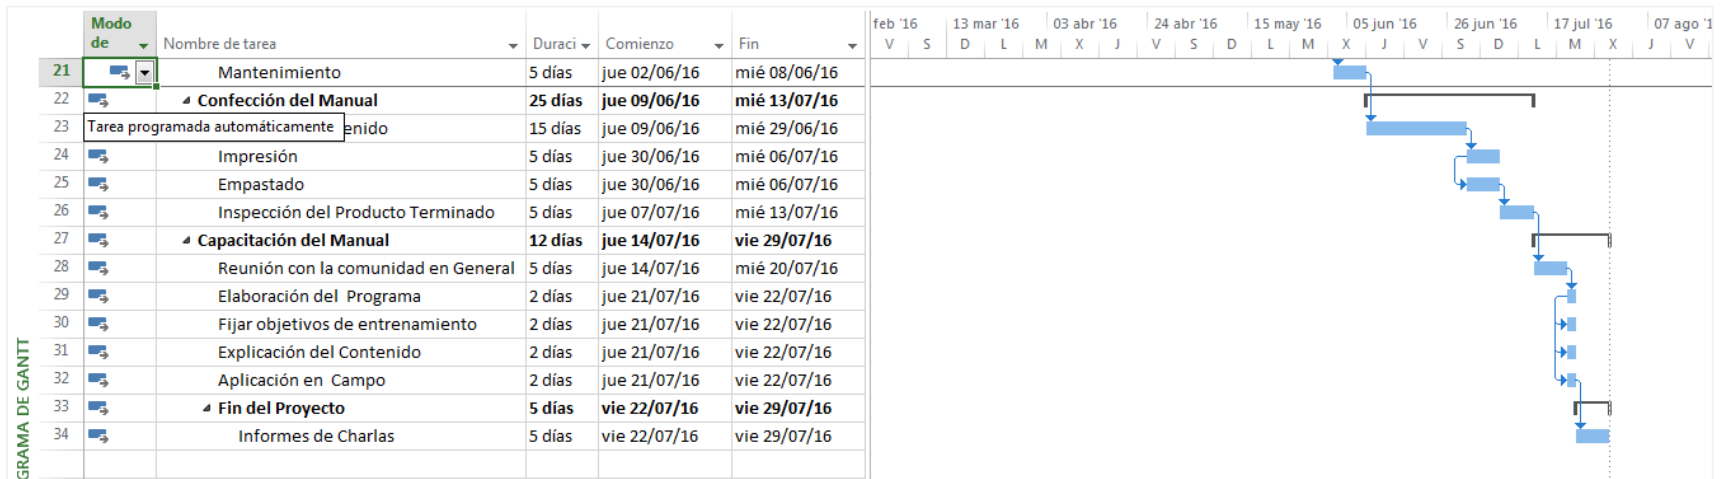 Modo de Nombre de tarea Duraci Comienzo Fin
feb '16 13 mar '16 03 abr '16 24 abr '16 15 may '16 05 jun '16 26 jun '16 17 jul '16 07 ago '1
V S D L M X J V S D L M X J V S D L M X J V
21 Mantenimiento 5 días jue 02/06/16 mié 08/06/16
22 Confección del Manual 25 días jue 09/06/16 mié 13/07/16
23 Tarea programada automáticamente enido 15 días jue 09/06/16 mié 29/06/16
24 Impresión 5 días jue 30/06/16 mié 06/07/16
25 Empastado 5 días jue 30/06/16 mié 06/07/16
26 Inspección del Producto Terminado 5 días jue 07/07/16 mié 13/07/16
27 Capacitación del Manual 12 días jue 14/07/16 vie 29/07/16
28 Reunión con la comunidad en General 5 días jue 14/07/16 mié 20/07/16
29 Elaboración del Programa 2 días jue 21/07/16 vie 22/07/16
30 Fijar objetivos de entrenamiento 2 días jue 21/07/16 vie 22/07/16
31 Explicación del Contenido 2 días jue 21/07/16 vie 22/07/16
32 Aplicación en Campo 2 días jue 21/07/16 vie 22/07/16
33 Fin del Proyecto 5 días vie 22/07/16 vie 29/07/16
34 Informes de Charlas 5 días vie 22/07/16 vie 29/07/16
GRAMA DE GANTT